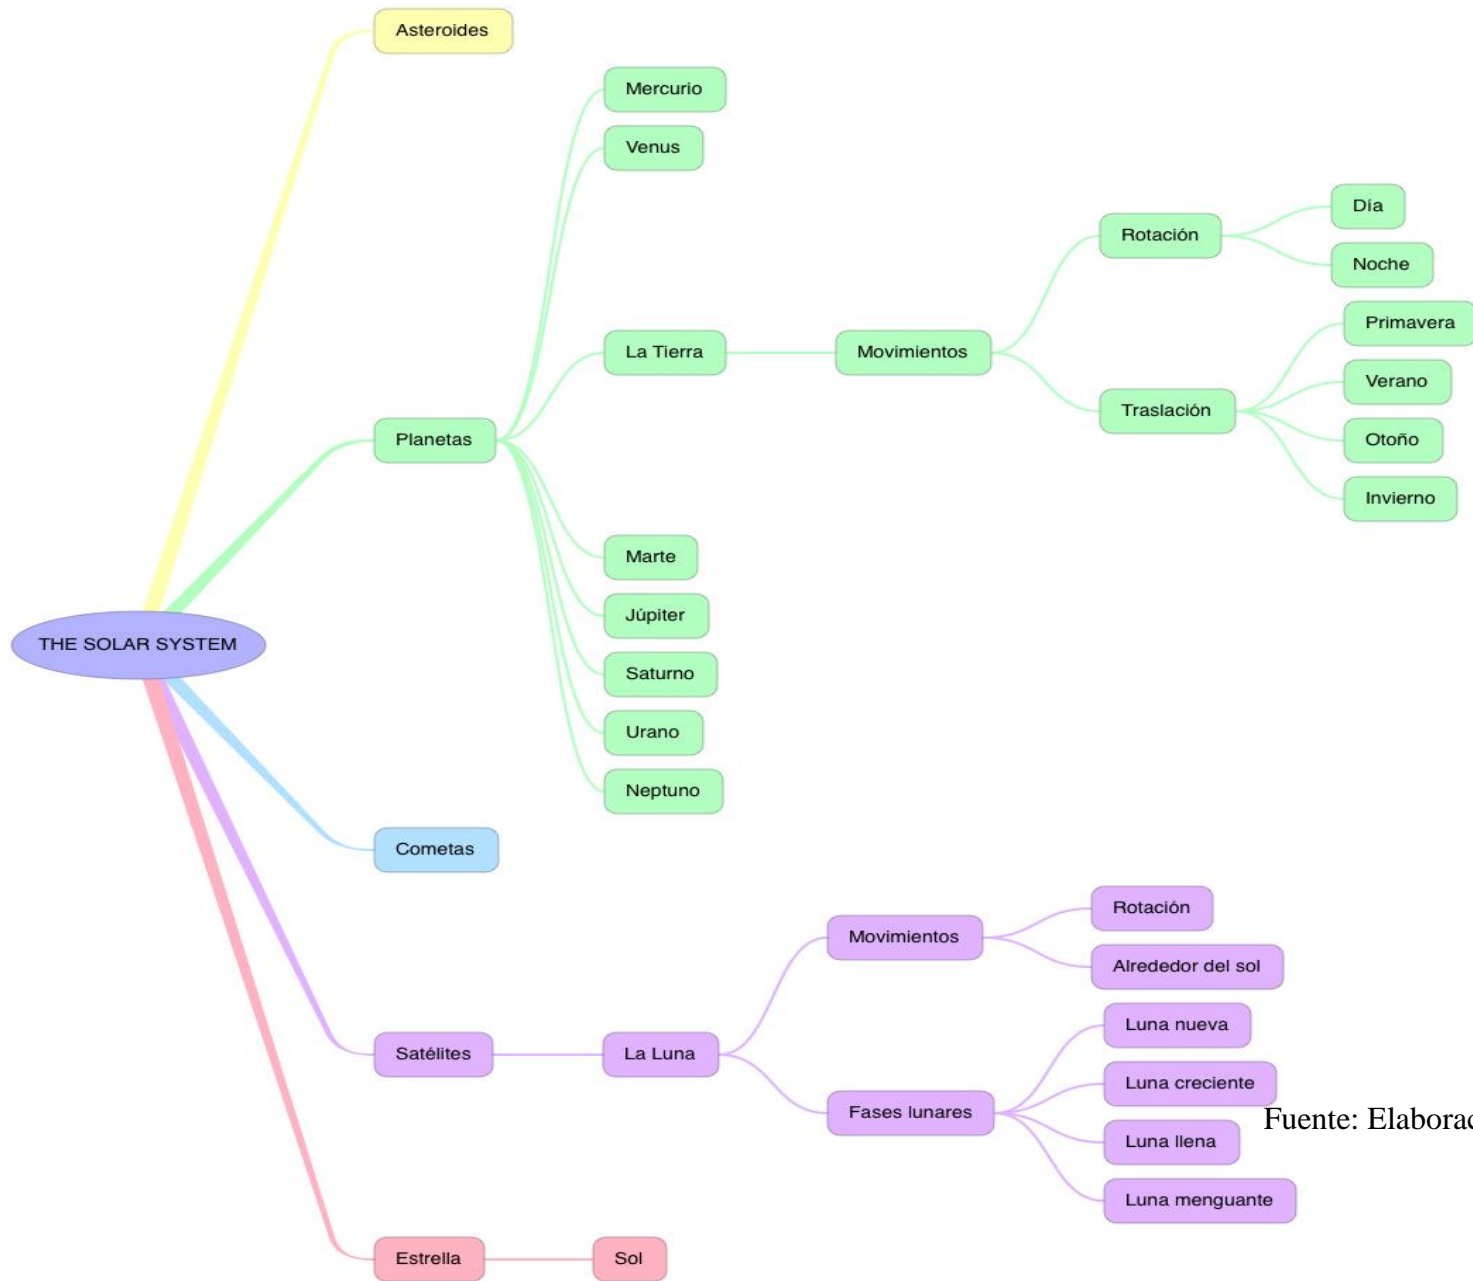 Asteroides
Mercurio
Venus
Día
Rotación
Noche
Primavera
La Tierra
Movimientos
Verano
Traslación
Otoño
Planetas
Invierno
Marte
Júpiter
THE SOLAR SYSTEM
Saturno
Urano
Neptuno
Cometas
Rotación
Movimientos
Alrededor del sol
Luna nueva
Satélites
La Luna
Luna creciente
Fases lunares
Fuente:
Luna llena
Luna menguante
Estrella
Sol